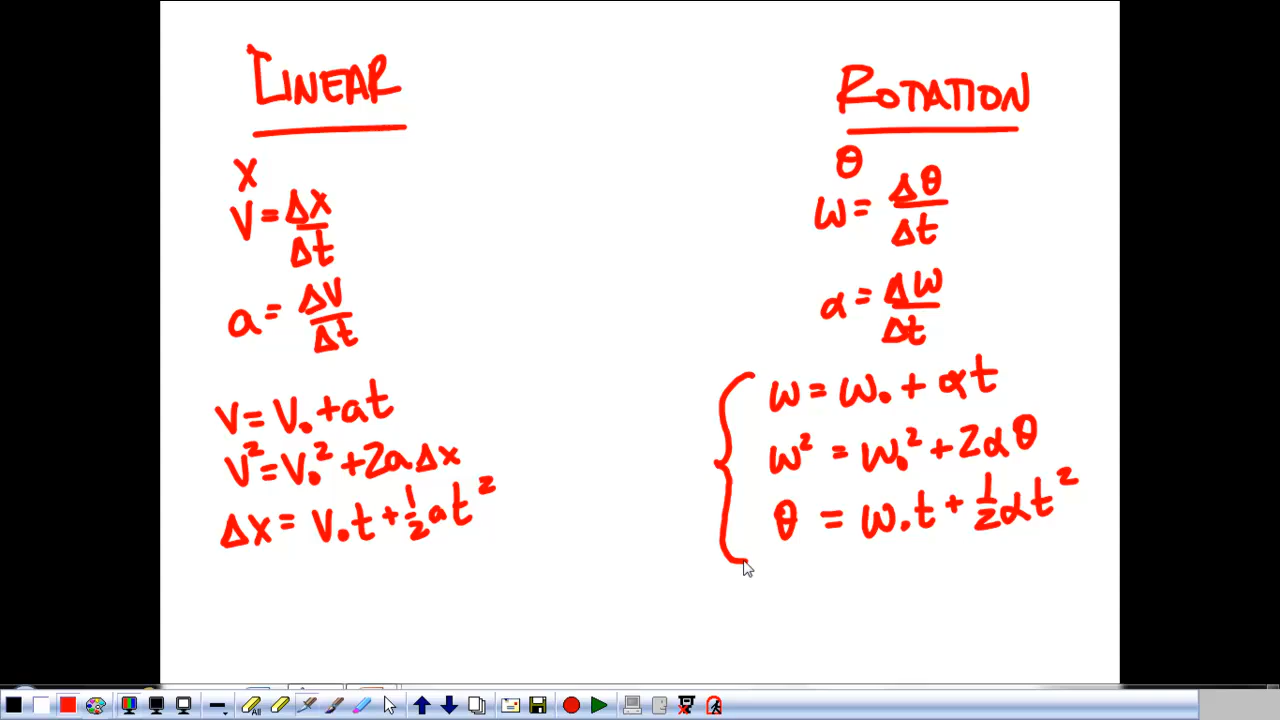 LINEAR
X
V = ΔX/Δt
a = ΔV/Δt
V = V₀ + at
V² = V₀² + 2aΔx
Δx = V₀t + ½at²
ROTATION
θ
ω = Δθ/Δt
α = Δω/Δt
ω = ω₀ + αt
ω² = ω₀² + 2αθ
θ = ω₀t + ½αt²
All